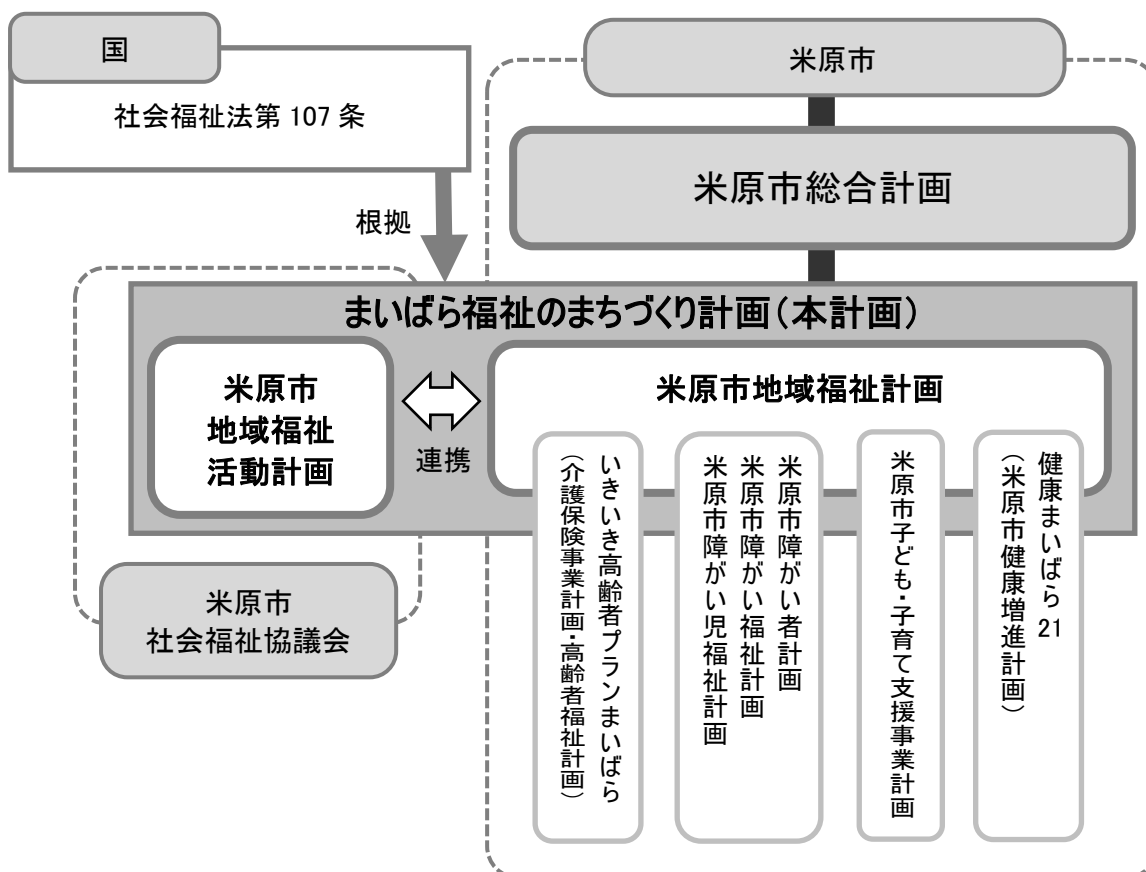 国
社会福祉法第 107 条
根拠
米原市
米原市総合計画
まいばら福祉のまちづくり計画（本計画）
米原市
地域福祉
活動計画
連携
米原市地域福祉計画
米原市
社会福祉協議会
いきいき高齢者プランまいばら
（介護保険事業計画・高齢者福祉計画）
米原市障がい者計画
米原市障がい福祉計画
米原市障がい児福祉計画
米原市子ども・子育て支援事業計画
健康まいばら 21
（米原市健康増進計画）